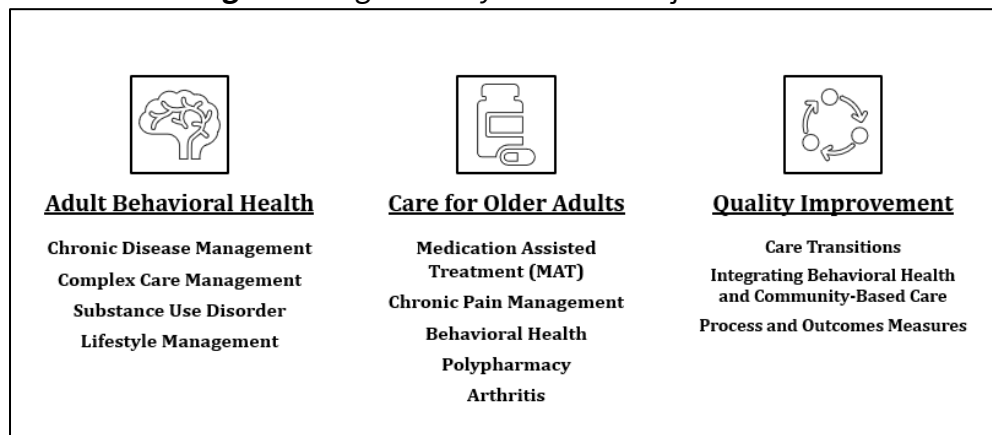 Adult Behavioral Health
Chronic Disease Management
Complex Care Management
Substance Use Disorder
Lifestyle Management
Care for Older Adults
Medication Assisted
Treatment (MAT)
Chronic Pain Management
Behavioral Health
Polypharmacy
Arthritis
Quality Improvement
Care Transitions
Integrating Behavioral Health
and Community-Based Care
Process and Outcomes Measures